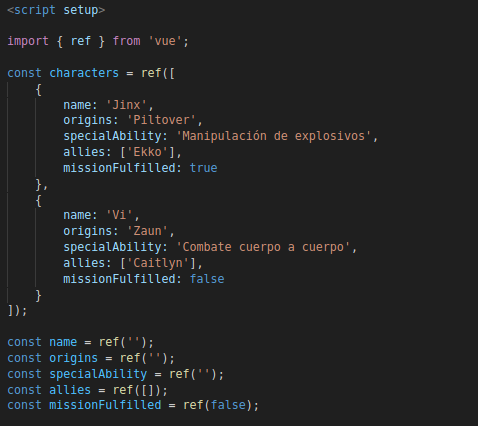 <script setup>

import { ref } from 'vue';

const characters = ref([
    {
        name: 'Jinx',
        origins: 'Piltover',
        specialAbility: 'Manipulación de explosivos',
        allies: ['Ekko'],
        missionFulfilled: true
    },
    {
        name: 'Vi',
        origins: 'Zaun',
        specialAbility: 'Combate cuerpo a cuerpo',
        allies: ['Caitlyn'],
        missionFulfilled: false
    }
]);

const name = ref('');
const origins = ref('');
const specialAbility = ref('');
const allies = ref([]);
const missionFulfilled = ref(false);